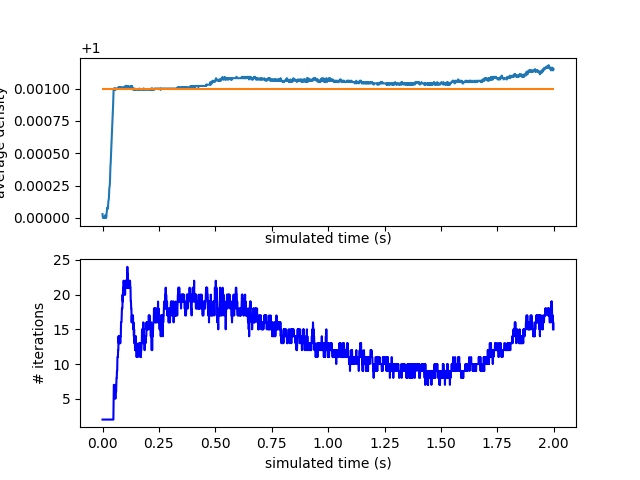 +1
0.00100
0.00075
0.00050
0.00025
0.00000
average density
simulated time (s)
25
20
15
10
5
# iterations
0.00 0.25 0.50 0.75 1.00 1.25 1.50 1.75 2.00
simulated time (s)